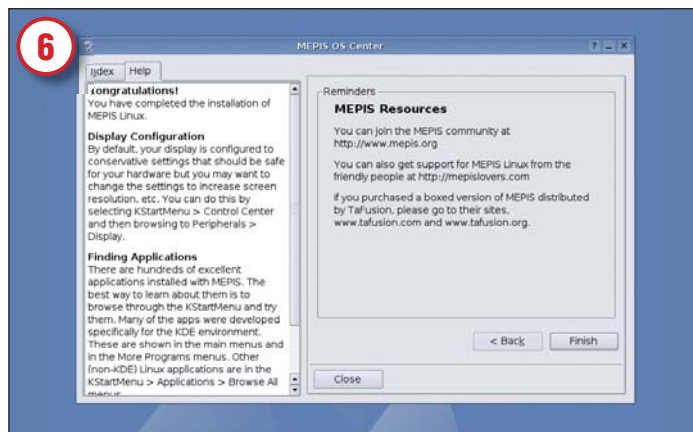 6
MEPIS OS Center
Index
Help
Congratulations!
You have completed the installation of
MEPIS Linux.
Display Configuration
By default, your display is configured to
conservative settings that should be safe
for your hardware but you may want to
change the settings to increase screen
resolution, etc. You can do this by
selecting KStartMenu > Control Center
and then browsing to Peripherals >
Display.
Finding Applications
There are hundreds of excellent
applications installed with MEPIS. The
best way to learn about them is to
browse through the KStartMenu and try
them. Many of the apps were developed
specifically for the KDE environment.
These are shown in the main menus and
in the More Programs menus. Other
(non-KDE) Linux applications are in the
KStartMenu > Applications > Browse All
menus
Reminders
MEPIS Resources
You can join the MEPIS community at
http://www.mepis.org
You can also get support for MEPIS Linux from the
friendly people at http://mepislovers.com
If you purchased a boxed version of MEPIS distributed
by TaFusion, please go to their sites,
www.tafusion.com and www.tafusion.org.
< Back
Finish
Close